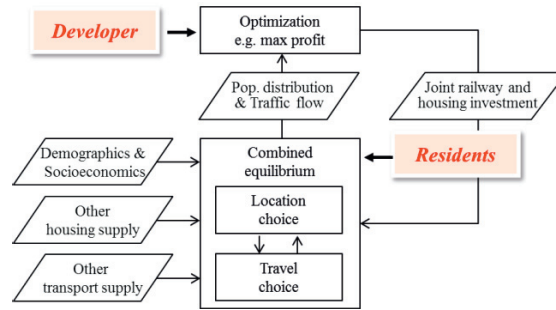 Developer
Optimization
e.g. max profit
Pop. distribution
& Traffic flow
Joint railway and
housing investment
Demographics &
Socioeconomics
Combined
equilibrium
Residents
Other
housing supply
Location
choice
Other
transport supply
Travel
choice